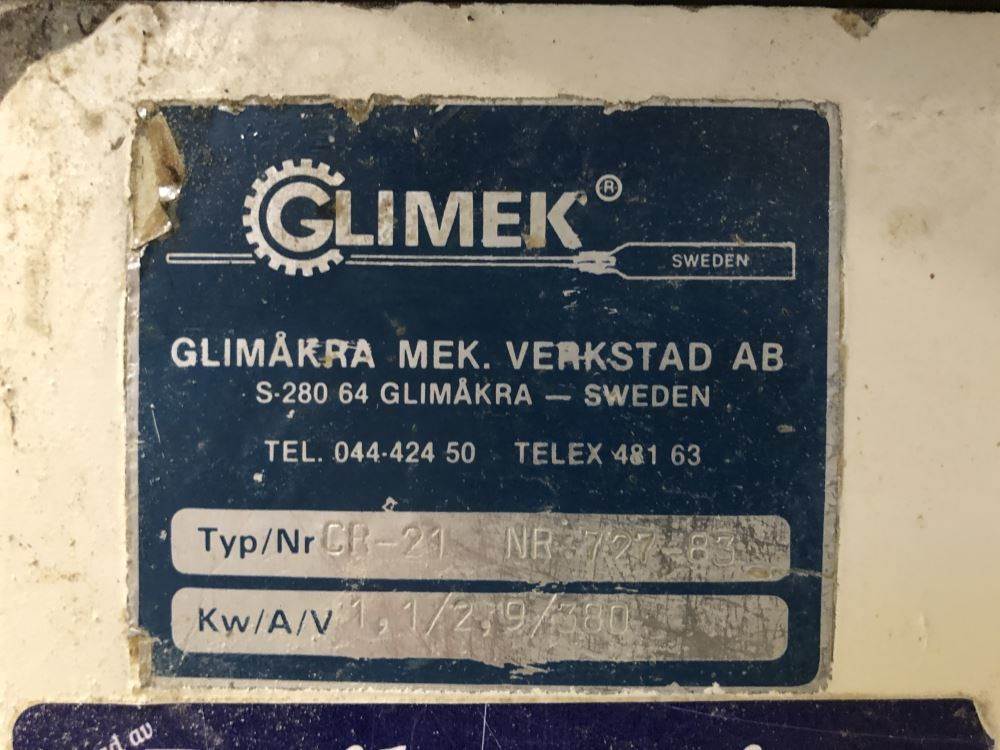 GLIMEK®
SWEDEN
GLIMÅKRA MEK. VERKSTAD AB
S-280 64 GLIMÅKRA — SWEDEN
TEL. 044-424 50 TELEX 481 63
Typ/Nr CR-21 NR 727-83
Kw/A/V 1,1/2,9/380
av